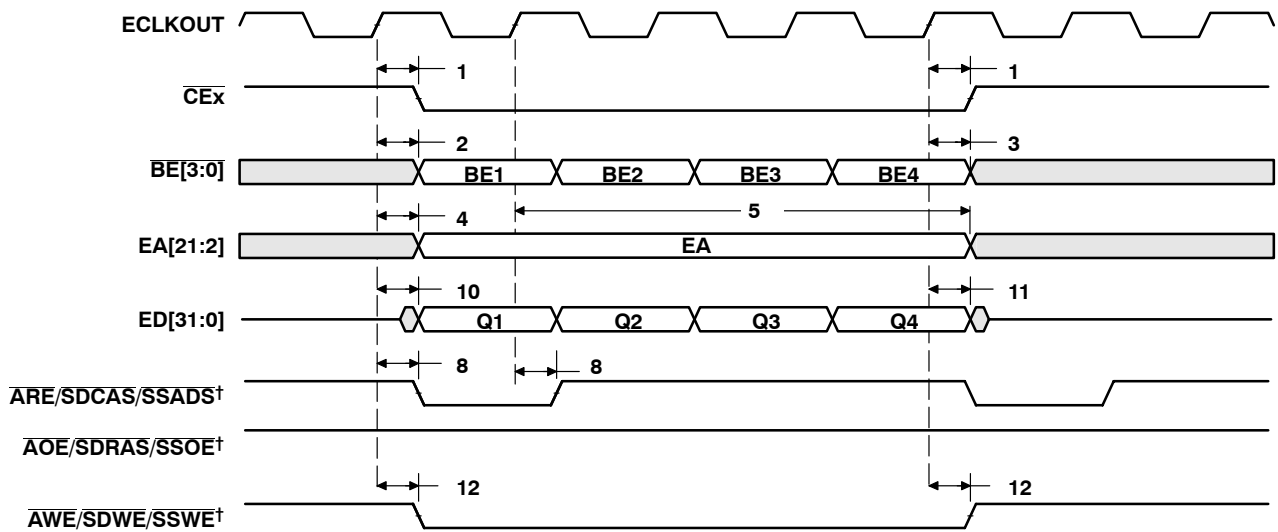 ECLKOUT
1 1
CEx
2 3
BE[3:0] BE1 BE2 BE3 BE4
4 5
EA[21:2] EA
10 11
ED[31:0] Q1 Q2 Q3 Q4
8 8
ARE/SDCAS/SSADS†
AOE/SDRAS/SSOE†
12 12
AWE/SDWE/SSWE†